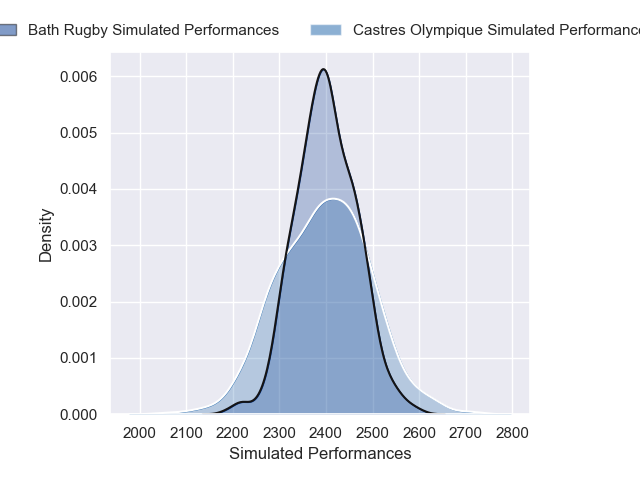 Bath Rugby Simulated Performances
Castres Olympique Simulated Performanc
0.006
0.005
0.004
0.003
0.002
0.001
0.000
Density
2000 2100 2200 2300 2400 2500 2600 2700 2800
Simulated Performances